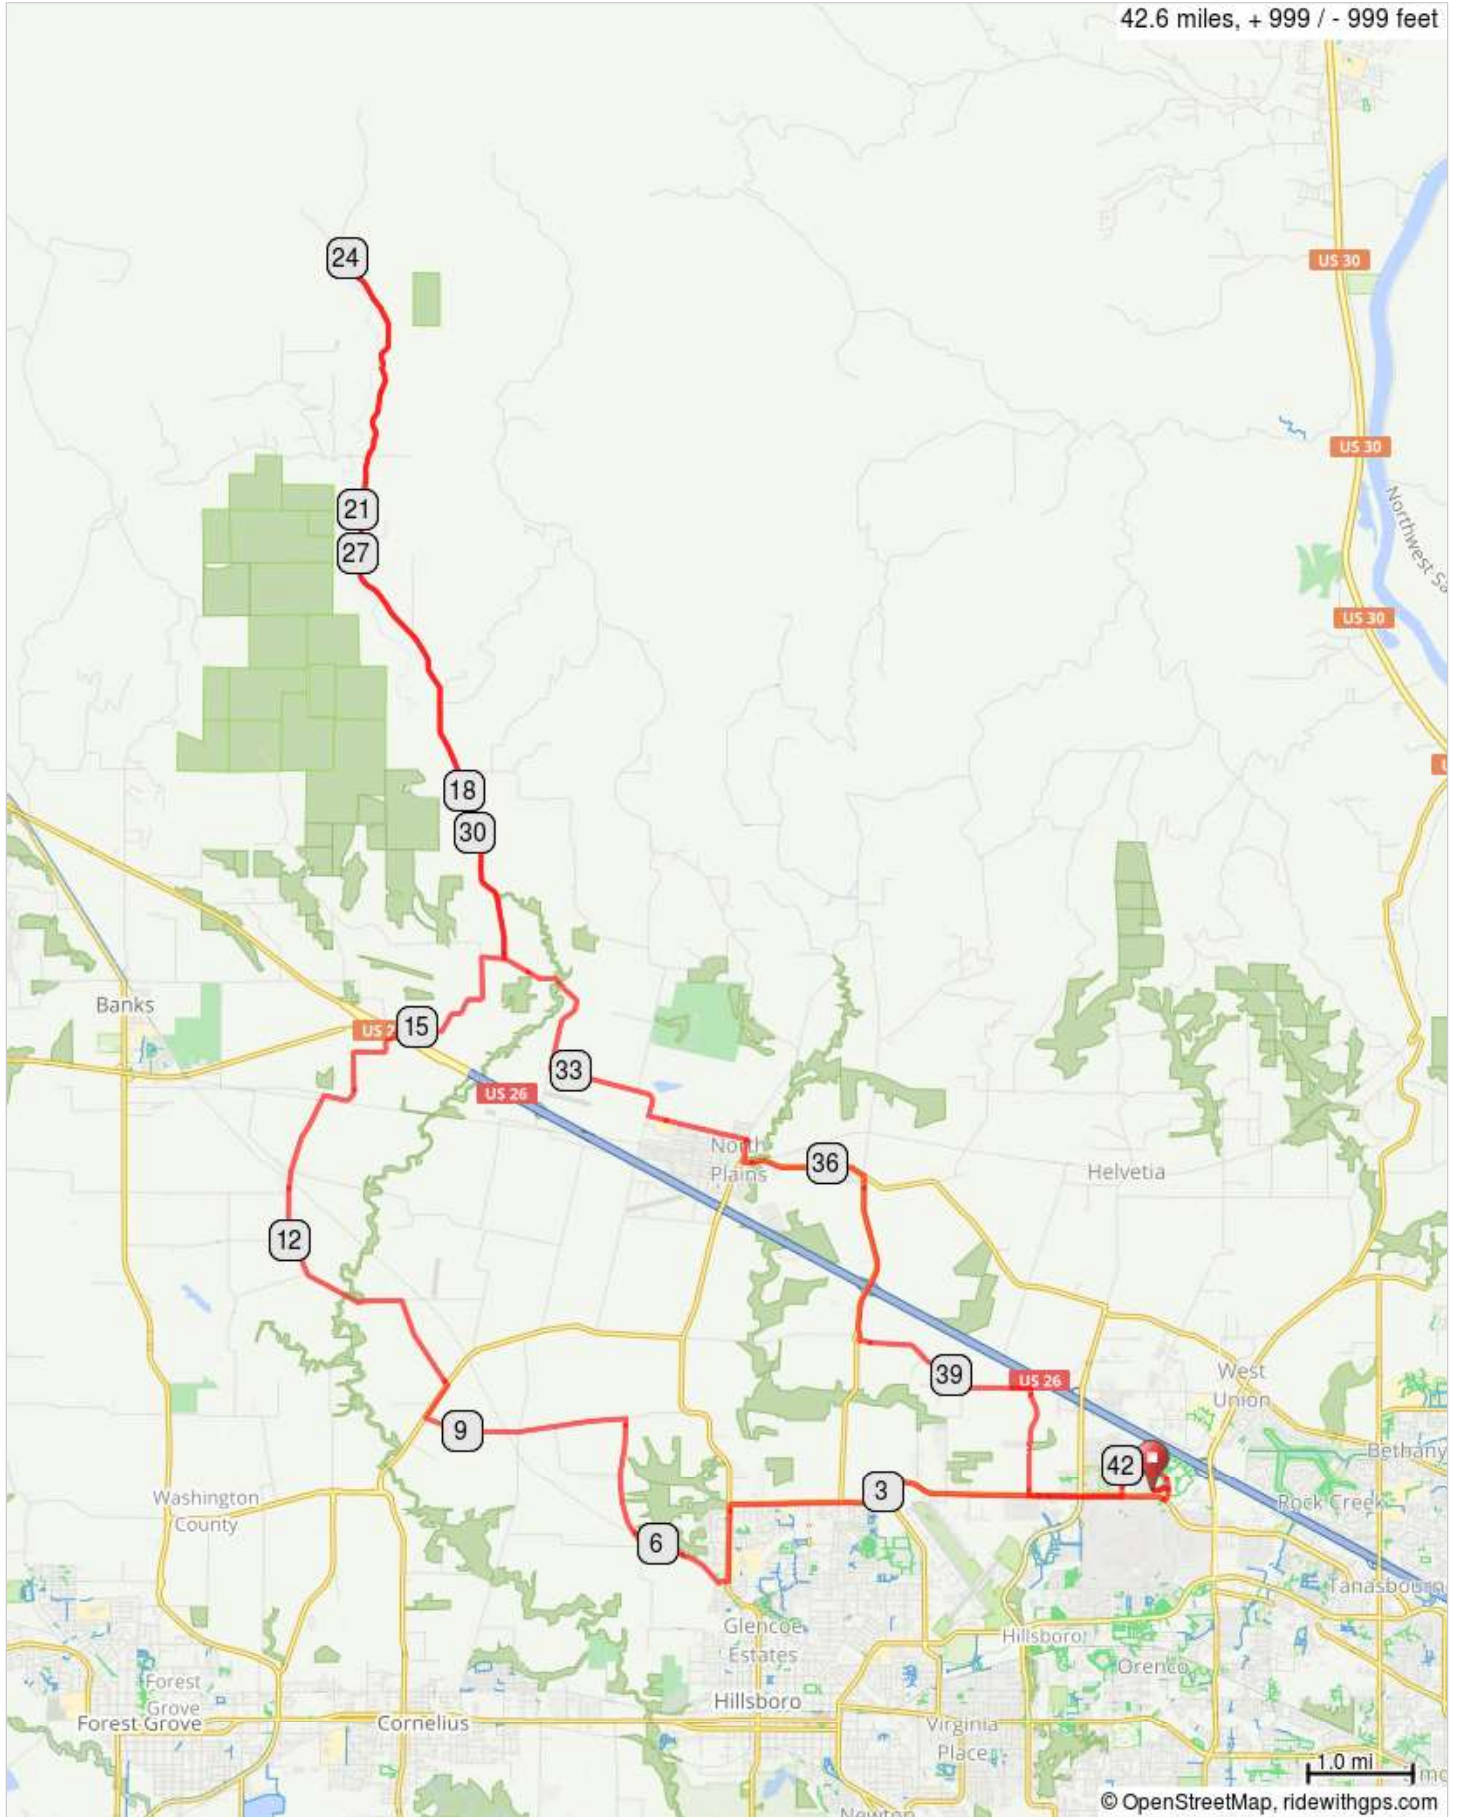 42.6 miles, + 999 / - 999 feet
24
US 30
US 30
21
27
US 30
18
30
Banks
15
33
US 26
North
Plains
36
Helvetia
12
39
US 26
West
Union
9
42
Bethany
3
Rock Creek
Washington
County
6
Glencoe
Estates
Hillsboro
Orenco
Forest
Grove
Forest Grove
Cornelius
Hillsboro
Virginia
Place
1.0 mi
© OpenStreetMap, ridewithgps.com